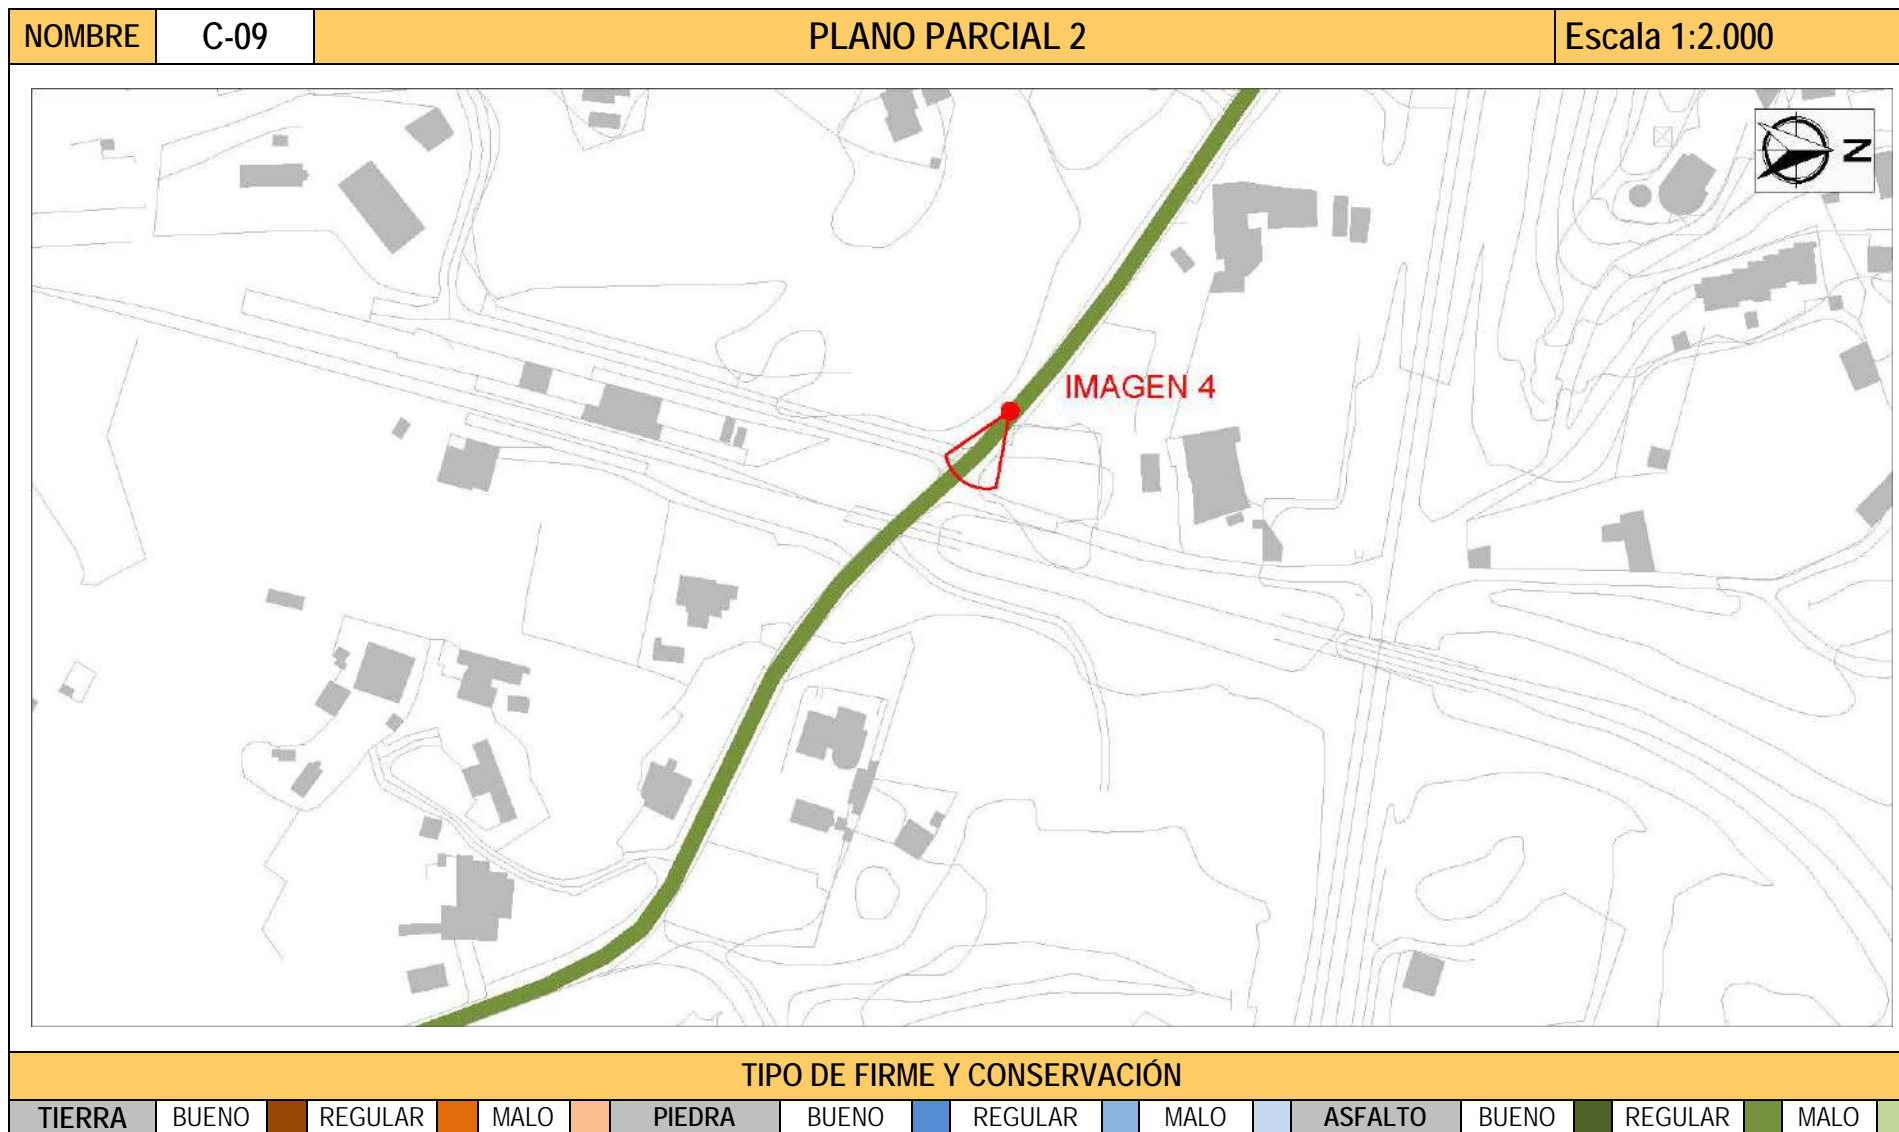 NOMBRE C-09 PLANO PARCIAL 2 Escala 1:2.000
N
IMAGEN 4
TIPO DE FIRME Y CONSERVACIÓN
TIERRA BUENO REGULAR MALO PIEDRA BUENO REGULAR MALO ASFALTO BUENO REGULAR MALO